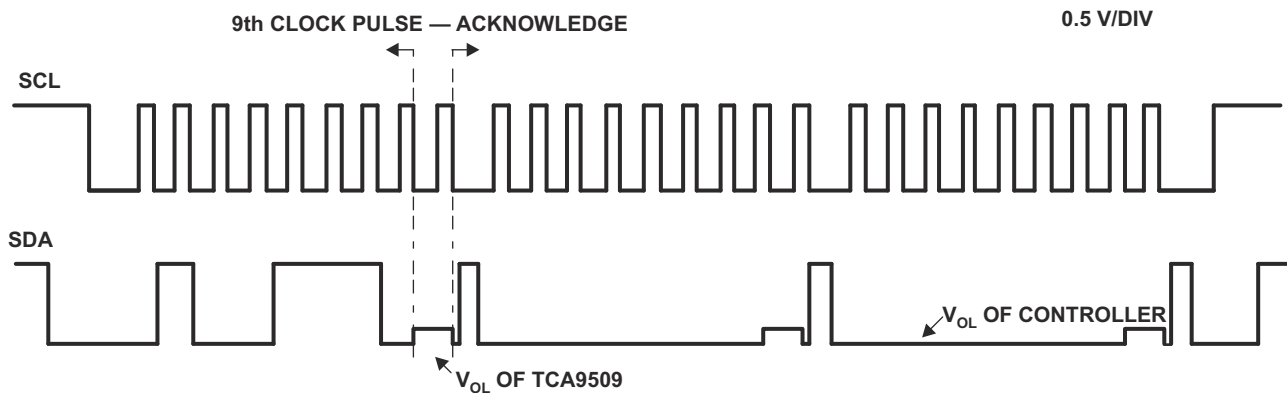 9th CLOCK PULSE — ACKNOWLEDGE
0.5 V/DIV
SCL
SDA
VOL OF CONTROLLER
VOL OF TCA9509